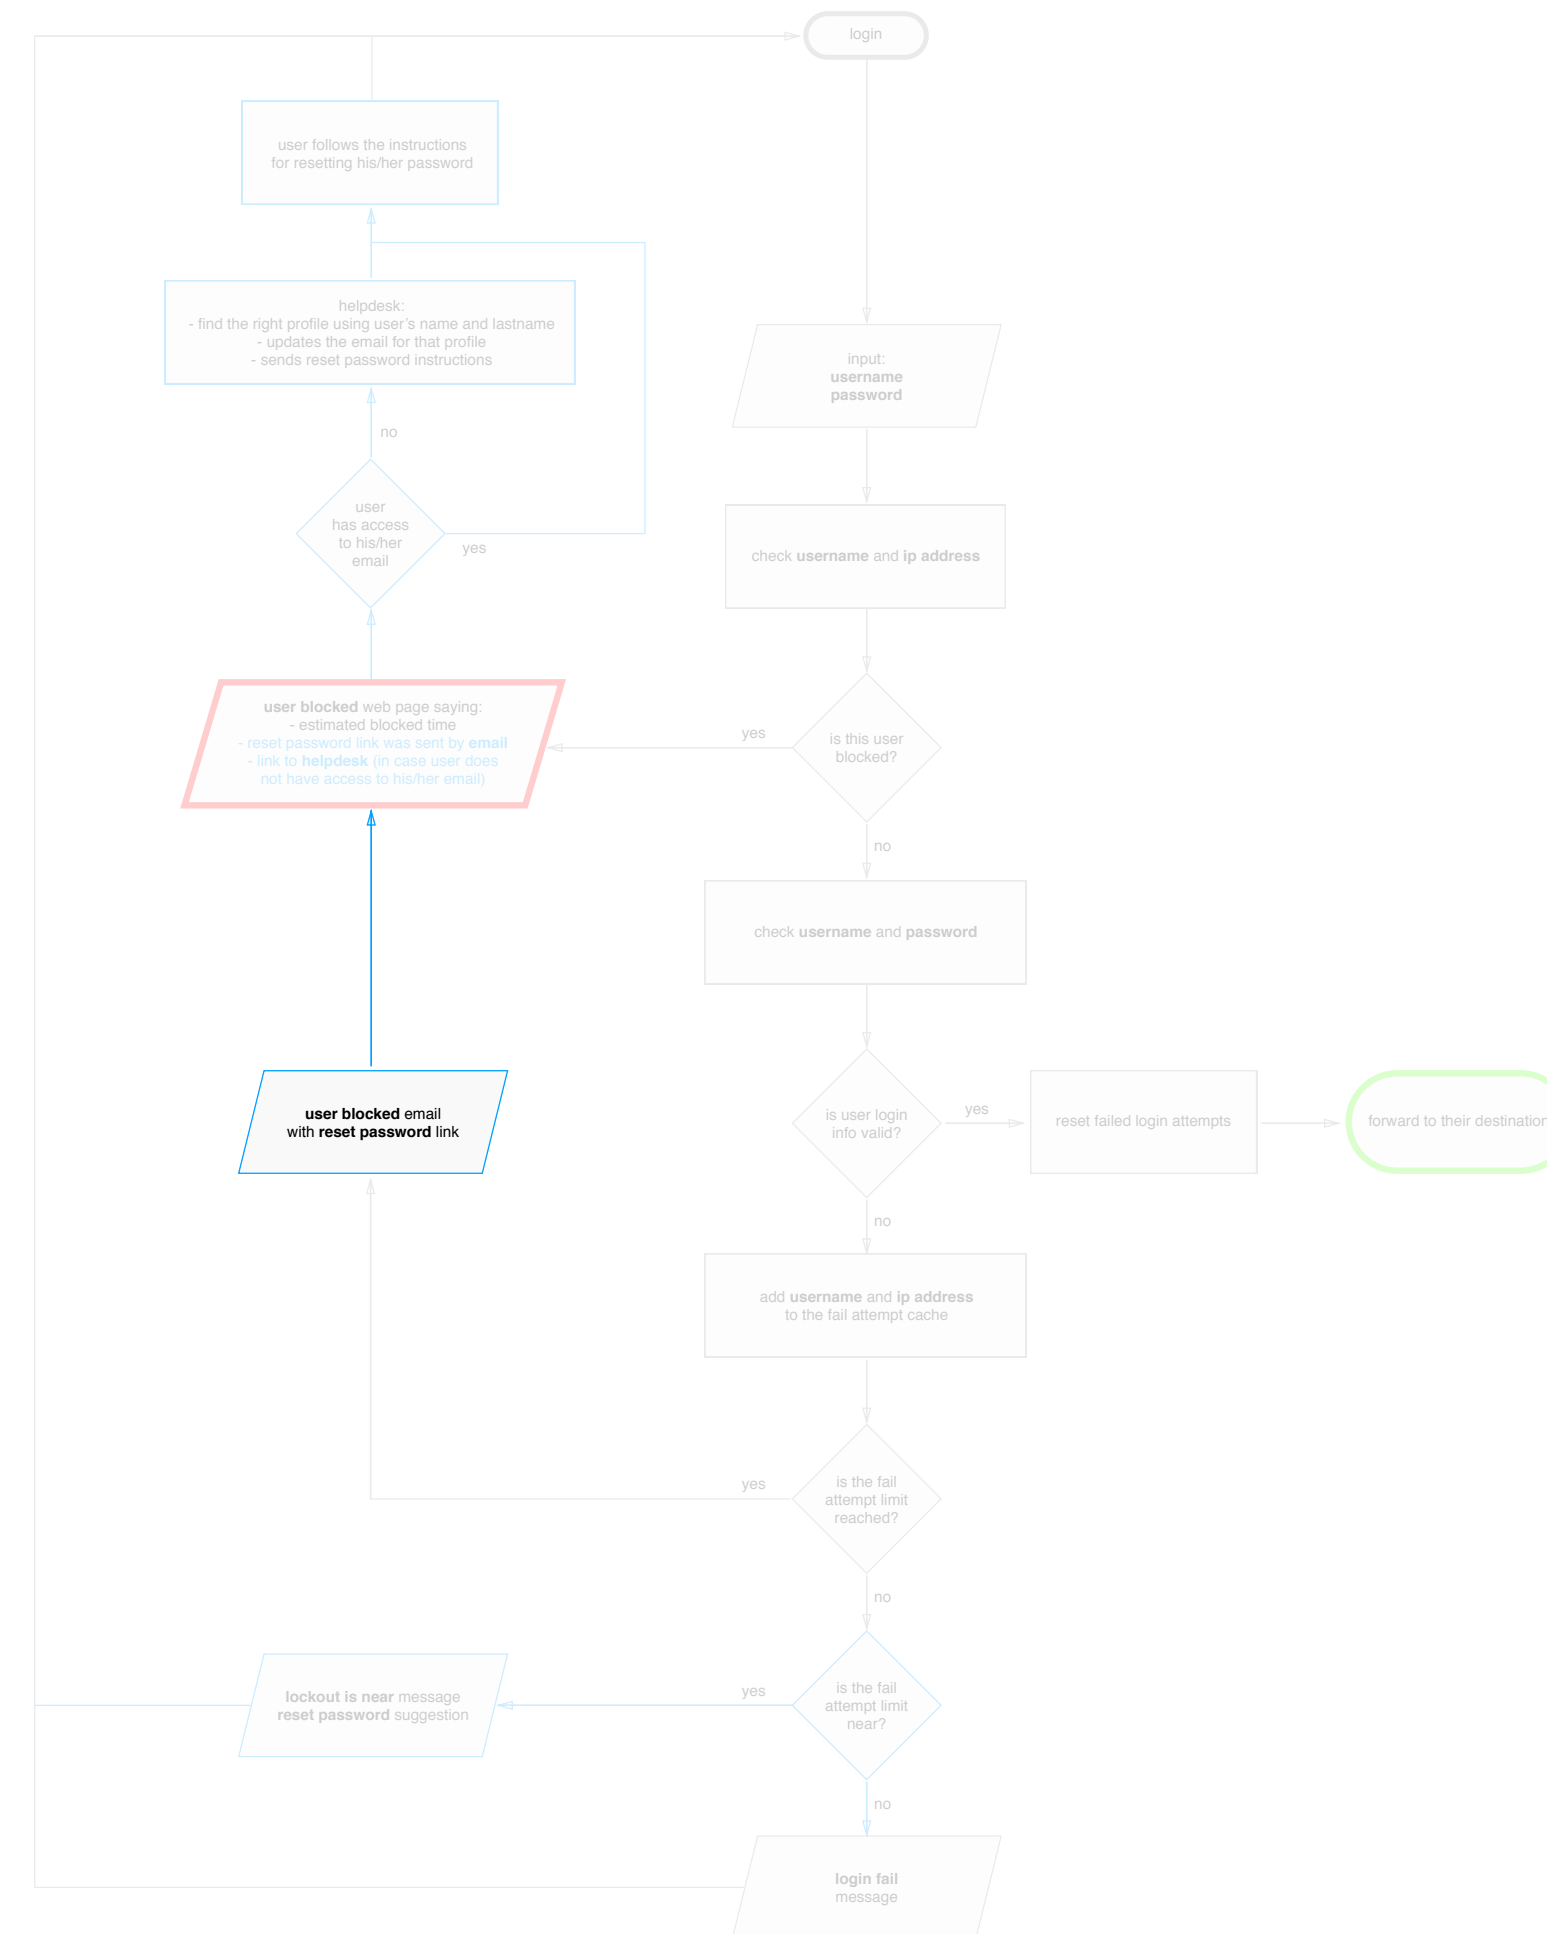 login
user follows the instructions
for resetting his/her password
helpdesk:
- find the right profile using user's name and lastname
- updates the email for that profile
- sends reset password instructions
input:
username
password
no
user
has access
to his/her
email
yes
check username and ip address
user blocked web page saying:
- estimated blocked time
- reset password link was sent by email
- link to helpdesk (in case user does
not have access to his/her email)
yes
is this user
blocked?
no
check username and password
user blocked email
with reset password link
is user login
info valid?
yes
reset failed login attempts
forward to their destination
no
add username and ip address
to the fail attempt cache
yes
is the fail
attempt limit
reached?
no
lockout is near message
reset password suggestion
yes
is the fail
attempt limit
near?
no
login fail
message